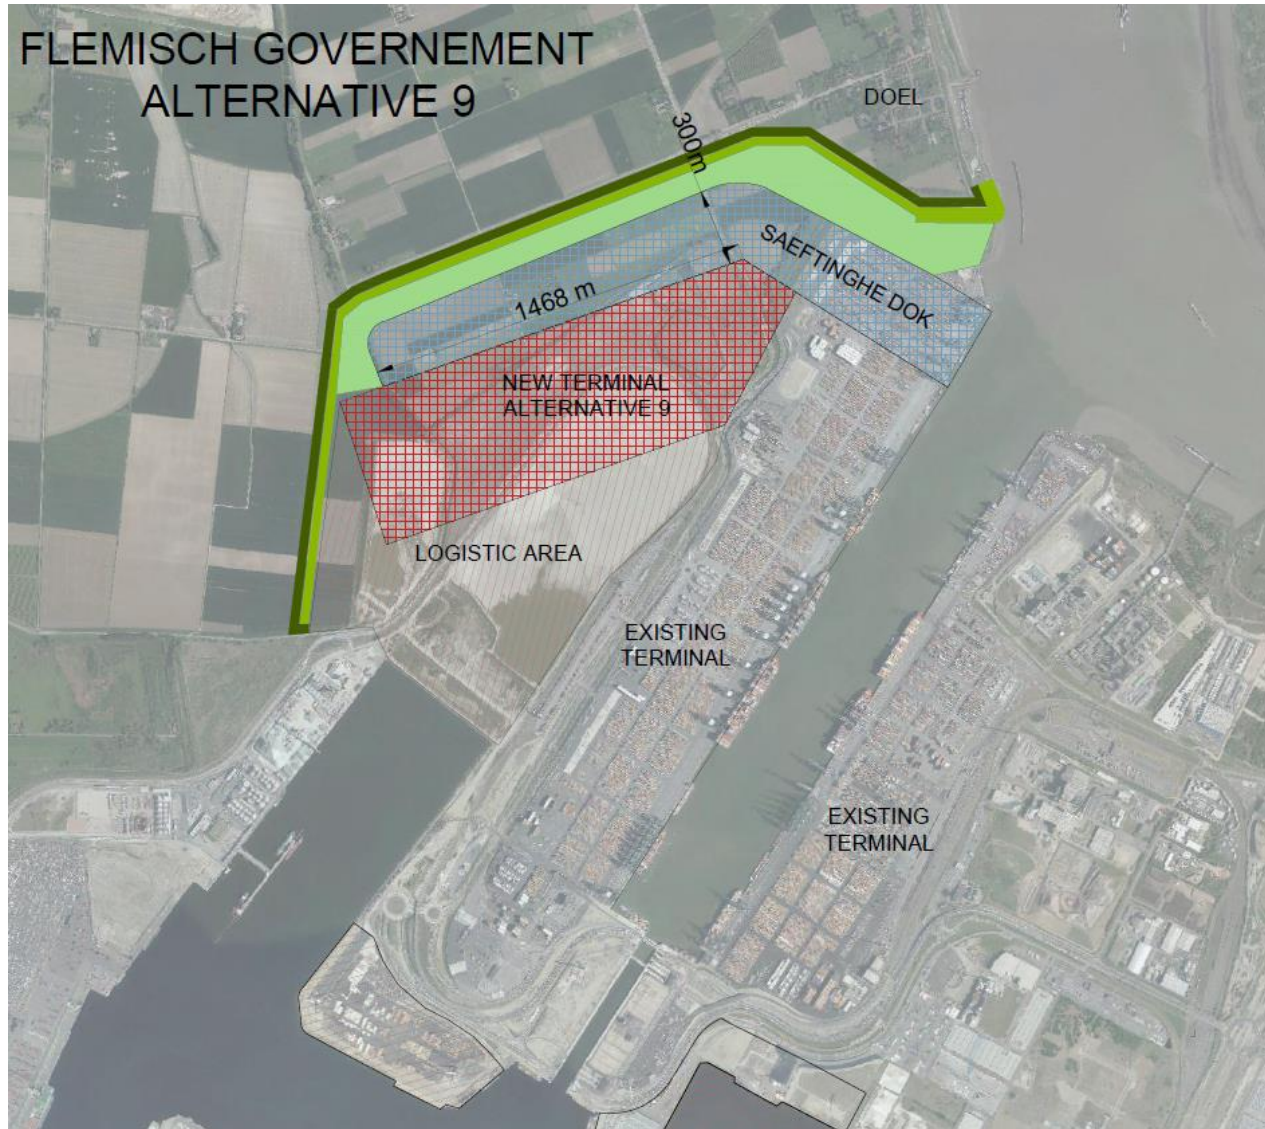 FLEMISCH GOVERNEMENT
ALTERNATIVE 9
DOEL
300m
SAEFTINGHE DOK
1468 m
NEW TERMINAL
ALTERNATIVE 9
LOGISTIC AREA
EXISTING
TERMINAL
EXISTING
TERMINAL